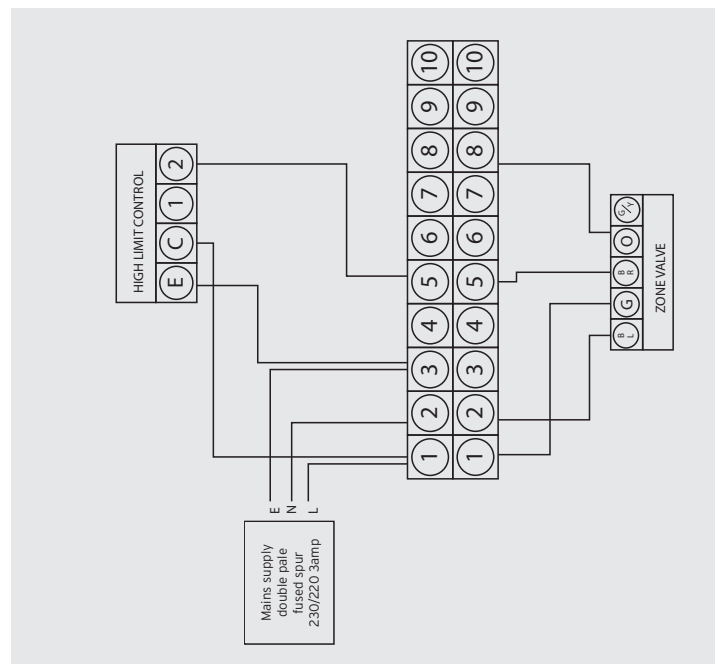 HIGH LIMIT CONTROL
E C 1 2
1 2 3 4 5 6 7 8 9 10
1 2 3 4 5 6 7 8 9 10
BL G BR O G/Y
ZONE VALVE
E
N
L
Mains supply
double pale
fused spur
230/220 3amp